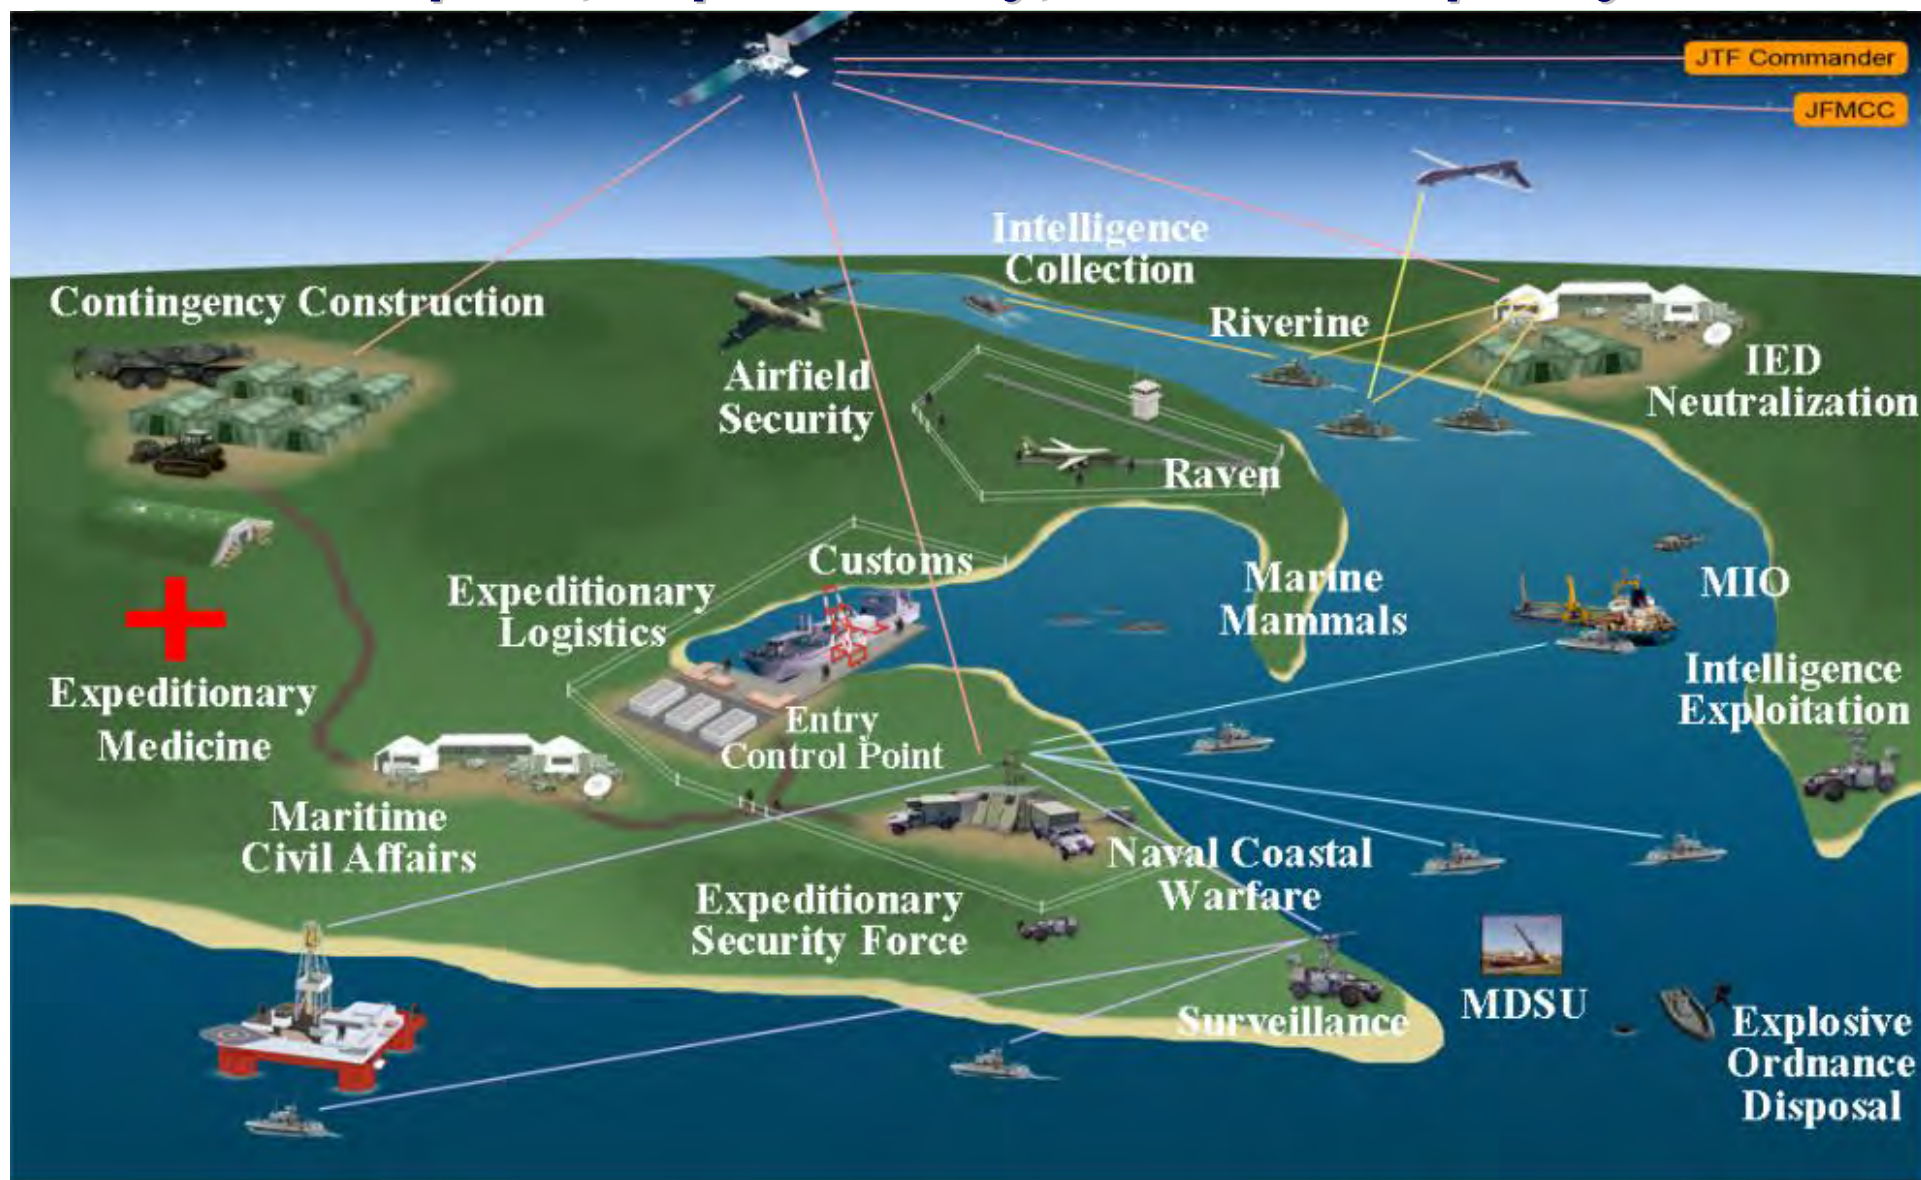 JTF Commander
JFMCC
Intelligence
Collection
Contingency Construction
Riverine
IED
Neutralization
Airfield
Security
Raven
Customs
Expeditionary
Logistics
Marine
Mammals
MIO
Intelligence
Exploitation
Expeditionary
Medicine
Entry
Control Point
Maritime
Civil Affairs
Naval Coastal
Warfare
Expeditionary
Security Force
Surveillance
MDSU
Explosive
Ordnance
Disposal